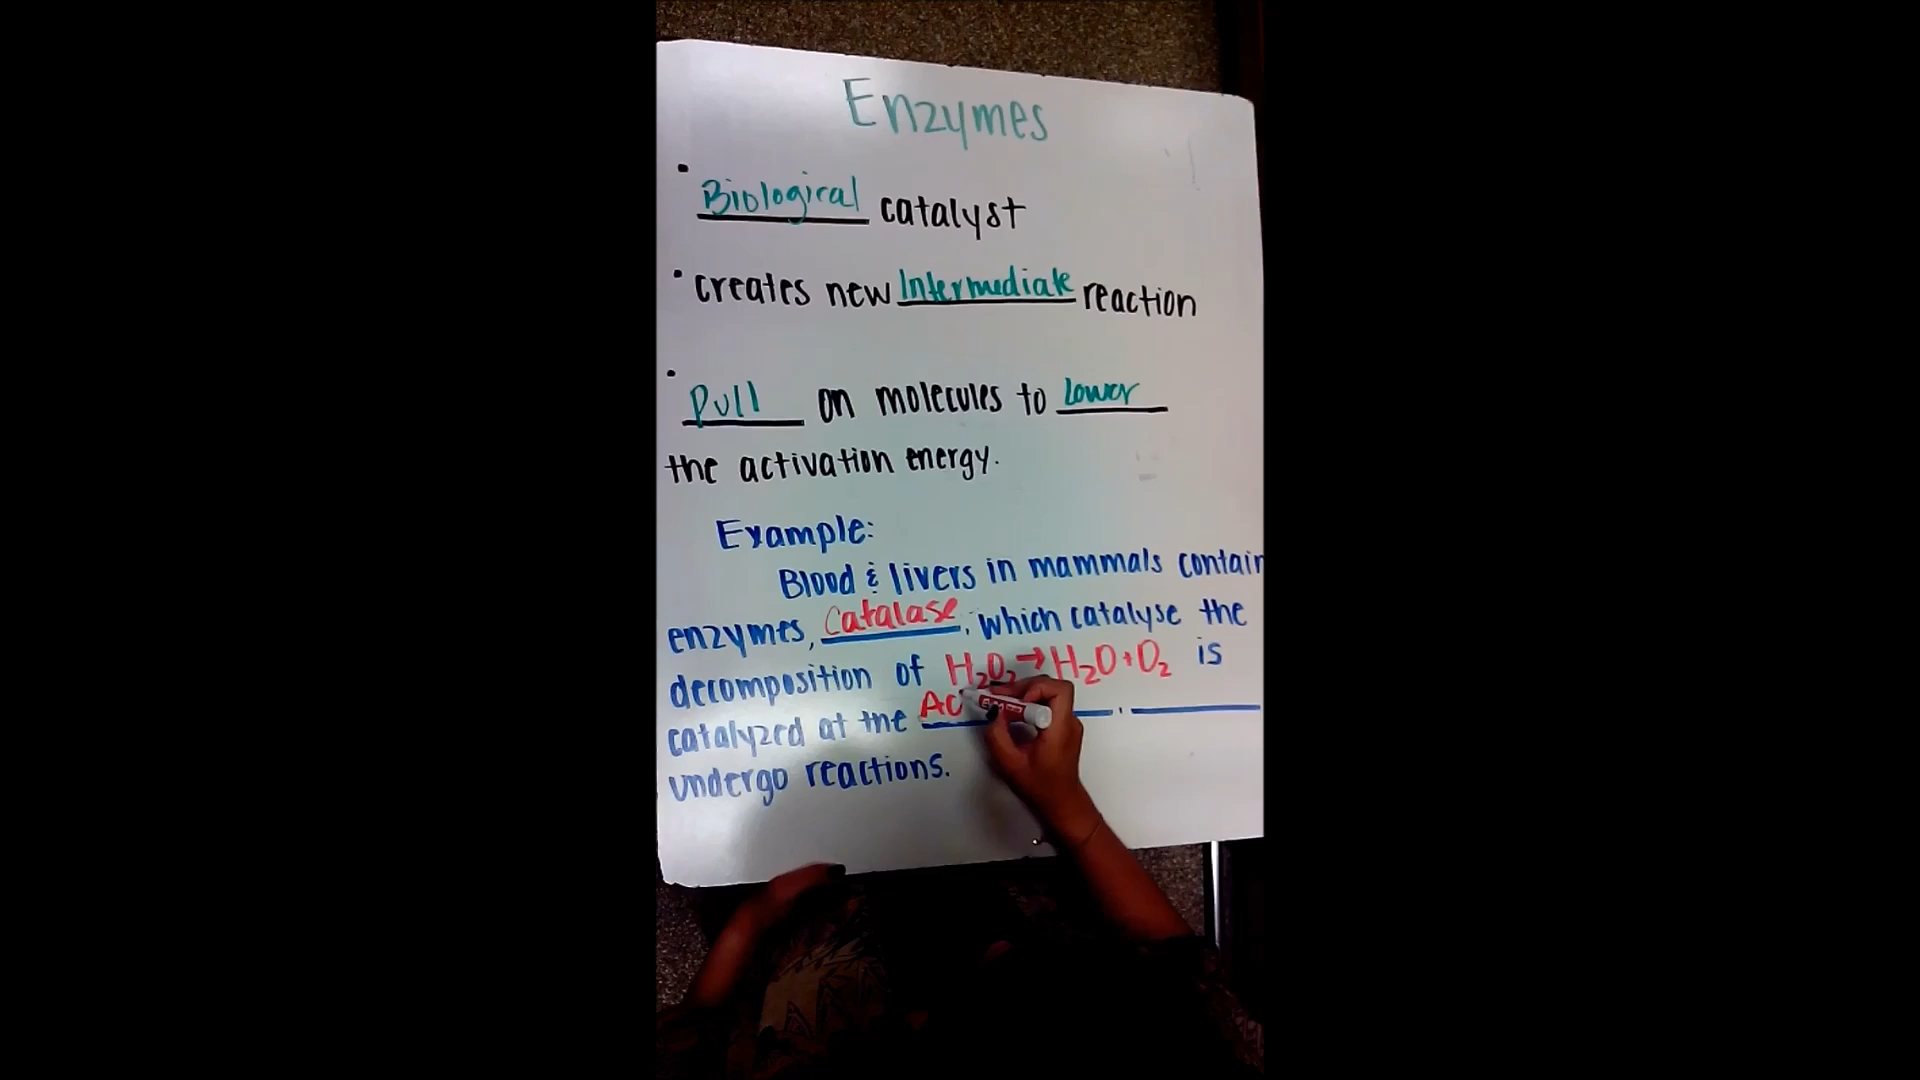 Enzymes
• Biological catalyst
• creates new Intermediate reaction
• Pull on molecules to lower
the activation energy.
Example:
Blood & livers in mammals contain
enzymes, catalase, which catalyse the
decomposition of H₂O₂→H₂O+O₂ is
catalyzed at the Ac
undergo reactions.